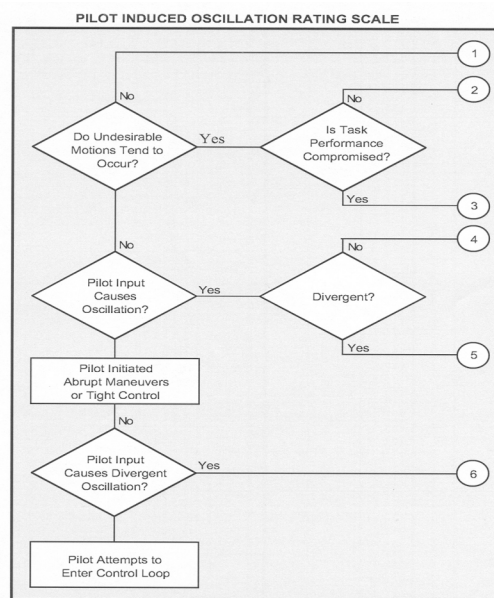 PILOT INDUCED OSCILLATION RATING SCALE
1
No
2
No
Do Undesirable
Motions Tend to
Occur?
Yes
Is Task
Performance
Compromised?
Yes
3
4
No
No
Pilot Input
Causes
Oscillation?
Yes
Divergent?
Yes
5
Pilot Initiated
Abrupt Maneuvers
or Tight Control
No
Pilot Input
Causes Divergent
Oscillation?
Yes
6
Pilot Attempts to
Enter Control Loop